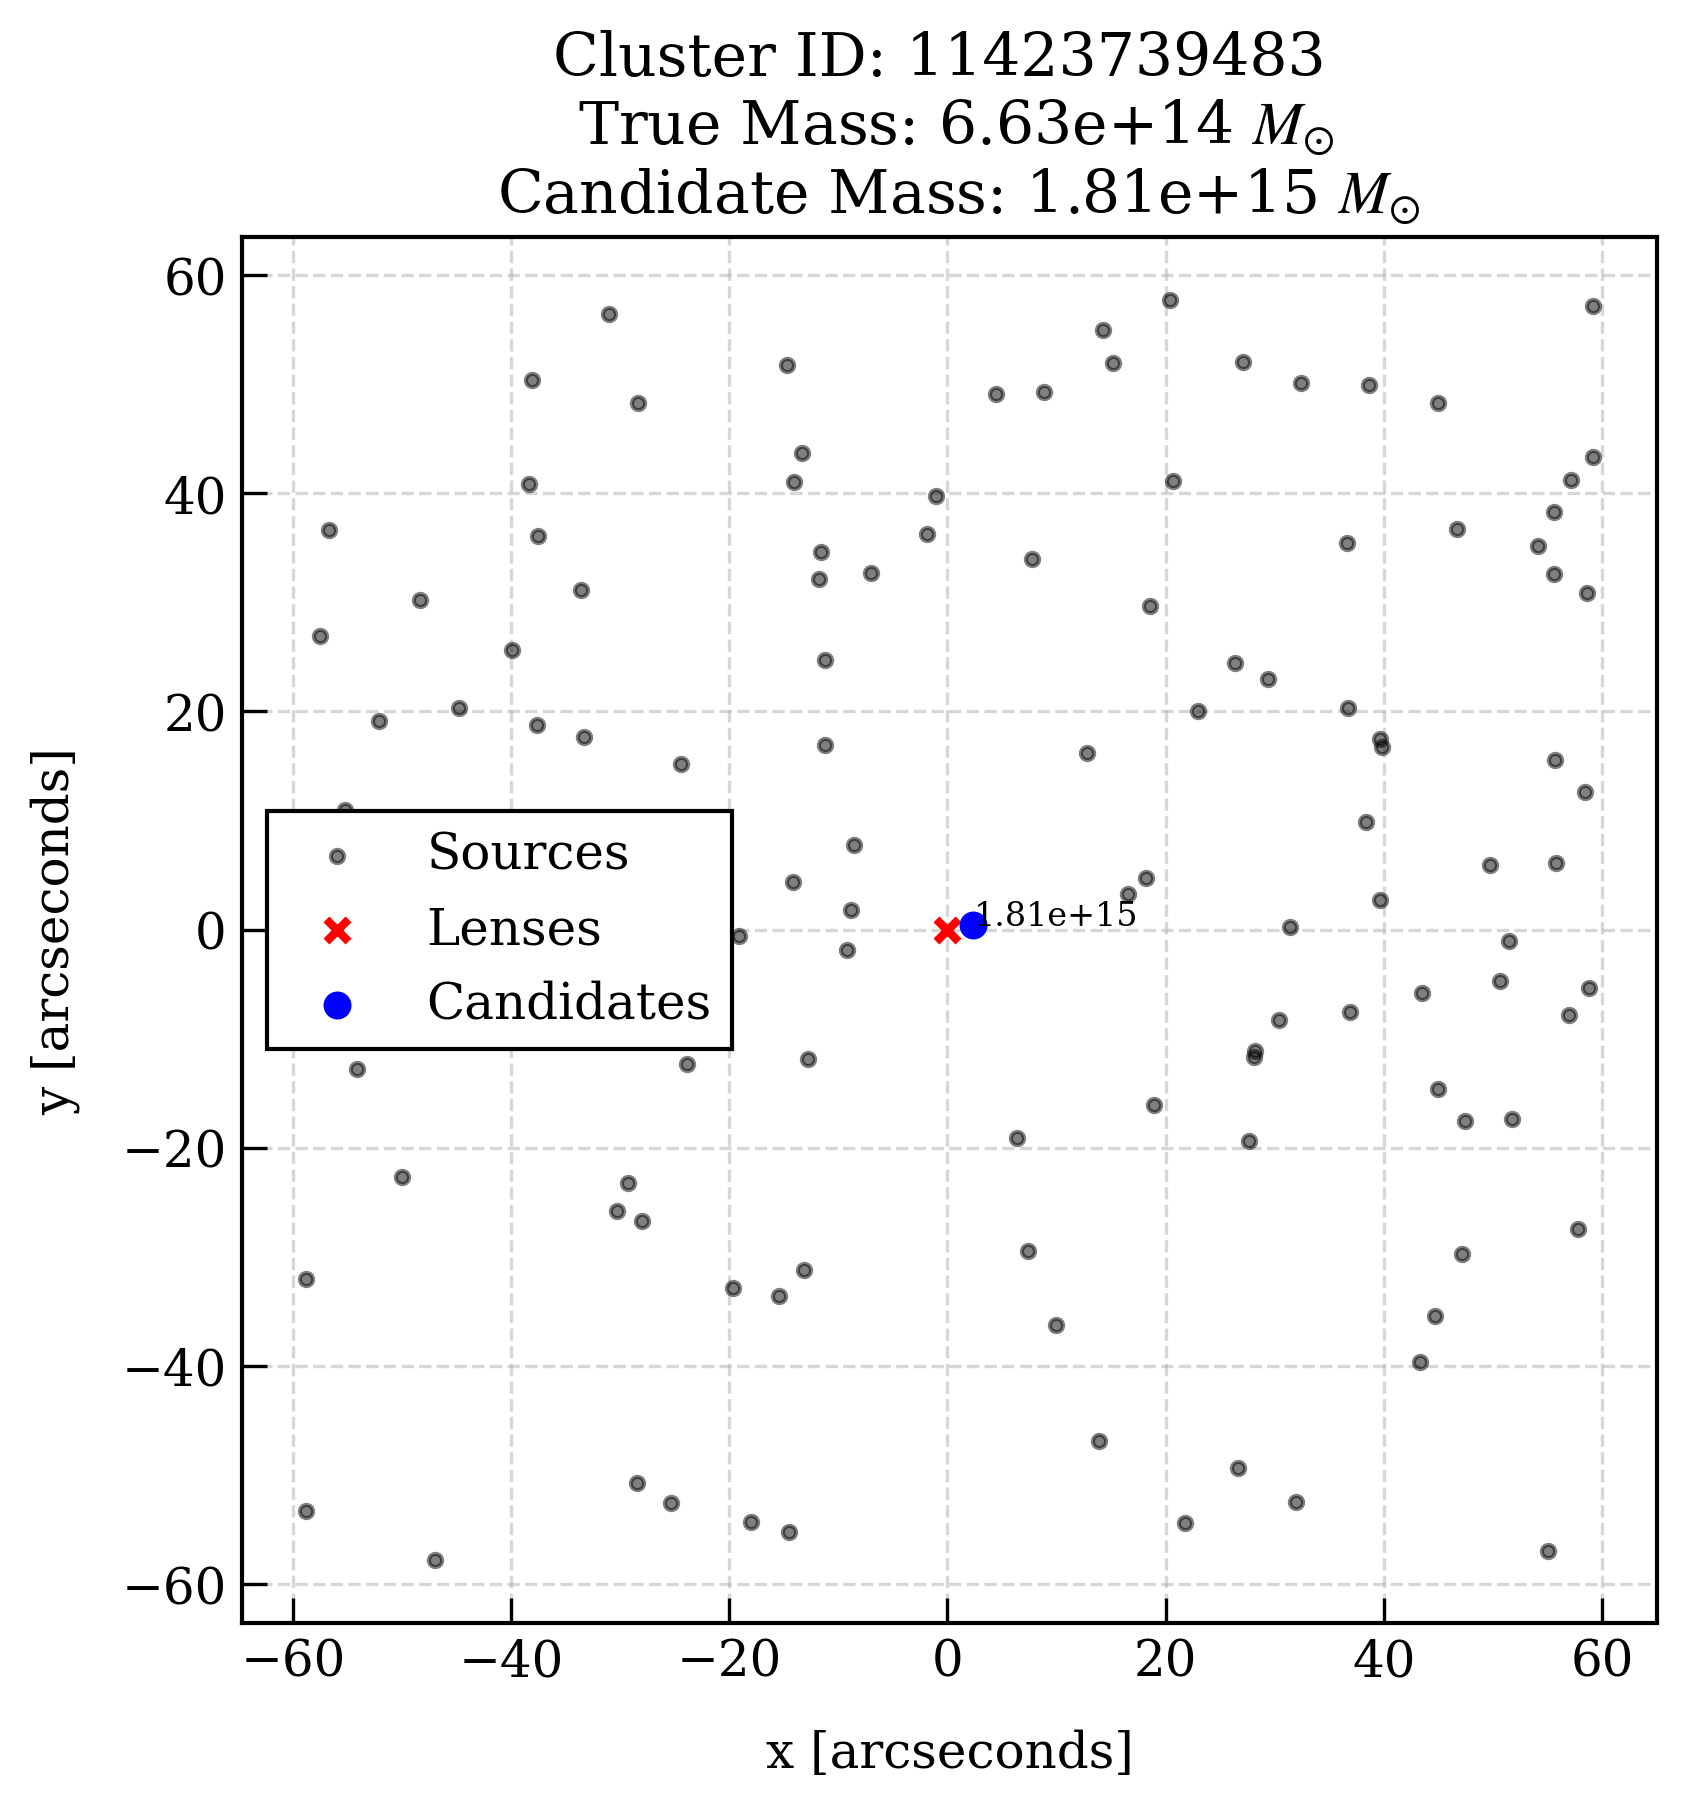 Cluster ID: 11423739483
True Mass: 6.63e+14 M⊙
Candidate Mass: 1.81e+15 M⊙
60
40
20
0
−20
−40
−60
y [arcseconds]
Sources
Lenses
Candidates
1.81e+15
−60 −40 −20 0 20 40 60
x [arcseconds]